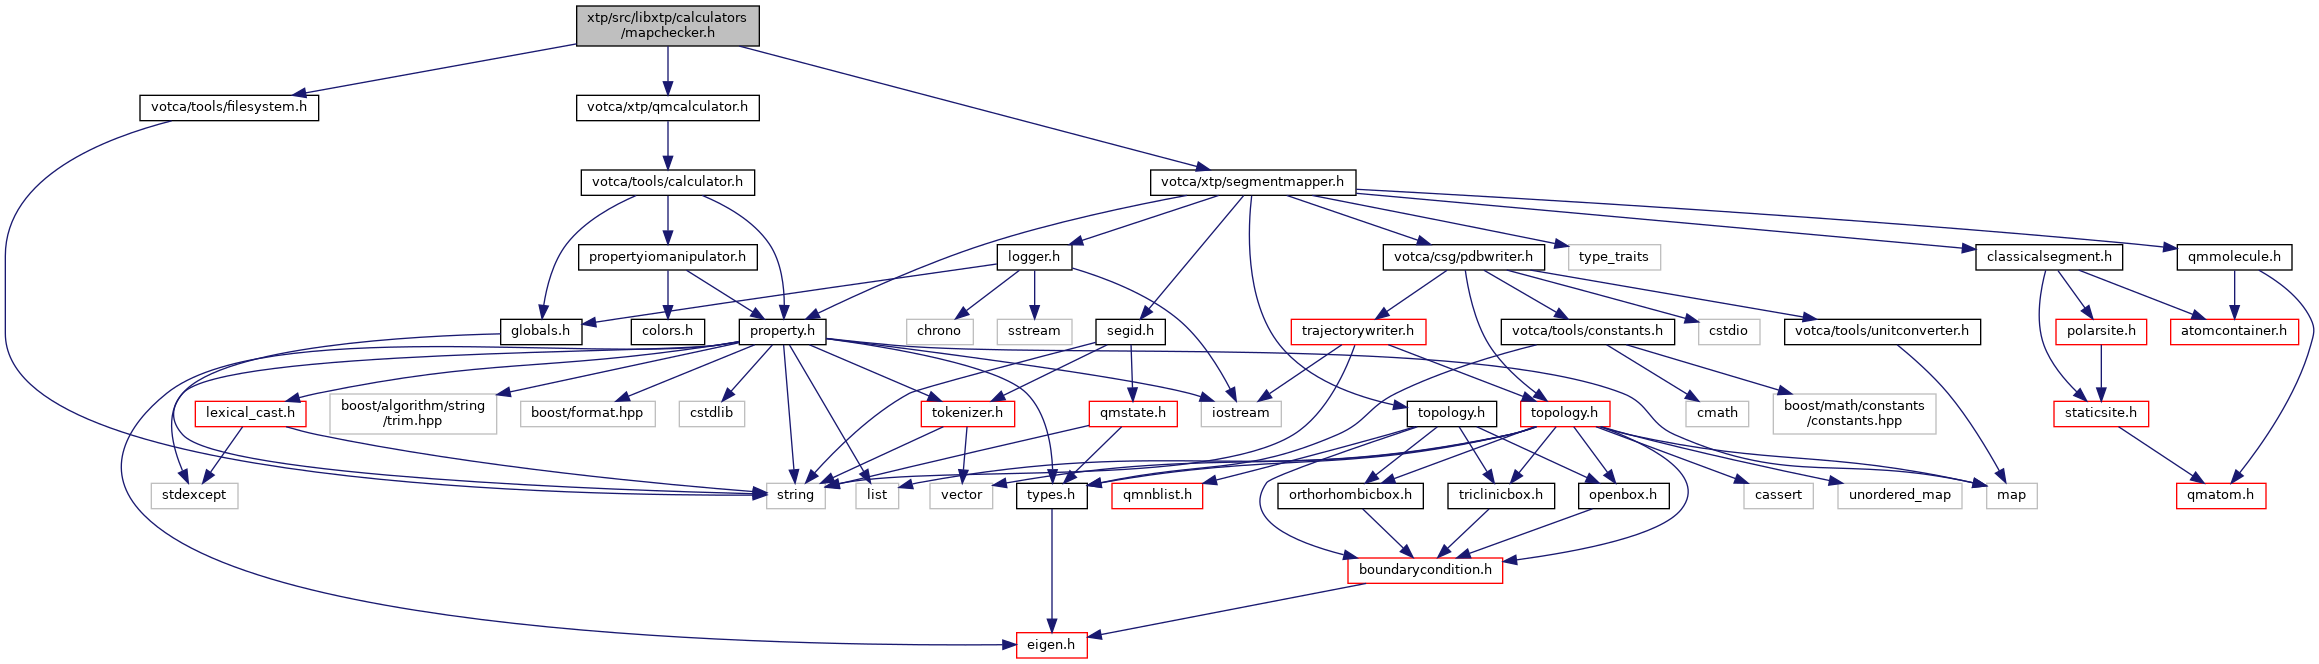 xtp/src/libxtp/calculators
/mapchecker.h
votca/tools/filesystem.h
votca/xtp/qmcalculator.h
votca/tools/calculator.h
votca/xtp/segmentmapper.h
propertyiomanipulator.h
logger.h
votca/csg/pdbwriter.h
type_traits
classicalsegment.h
qmmolecule.h
globals.h
colors.h
property.h
chrono
sstream
segid.h
trajectorywriter.h
votca/tools/constants.h
cstdio
votca/tools/unitconverter.h
polarsite.h
atomcontainer.h
lexical_cast.h
boost/algorithm/string
/trim.hpp
boost/format.hpp
cstdlib
tokenizer.h
qmstate.h
iostream
topology.h
topology.h
cmath
boost/math/constants
/constants.hpp
staticsite.h
stdexcept
string
list
vector
types.h
qmnblist.h
orthorhombicbox.h
triclinicbox.h
openbox.h
cassert
unordered_map
map
qmatom.h
boundarycondition.h
eigen.h